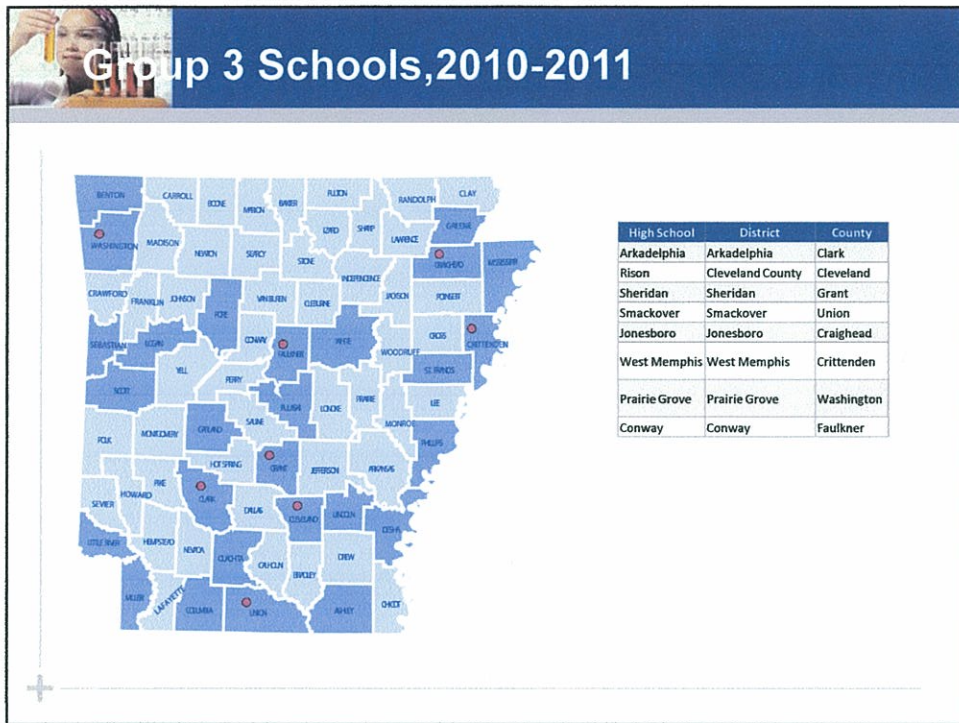 Group 3 Schools,2010-2011
BENTON CARROLL BOONE MARION BAXTER FULTON RANDOLPH CLAY
WASHINGTON MADISON NEWTON SEARCY STONE IZARD SHARP LAWRENCE GREENE
CRAIGHEAD MISSISSIPPI
CRAWFORD FRANKLIN JOHNSON POPE VAN BUREN CLEBURNE INDEPENDENCE JACKSON POINSETT
SEBASTIAN LOGAN CONWAY FAULKNER WHITE WOODRUFF CROSS CRITTENDEN
SCOTT YELL PERRY PULASKI LONOKE PRAIRIE ST. FRANCIS
POLK MONTGOMERY GARLAND SALINE MONROE LEE PHILLIPS
HOT SPRING GRANT JEFFERSON ARKANSAS
SEVIER HOWARD PIKE CLARK DALLAS CLEVELAND LINCOLN DESHA
LITTLE RIVER HEMPSTEAD NEVADA OUACHITA CALHOUN BRADLEY DREW
MILLER LAFAYETTE COLUMBIA UNION ASHLEY CHICOT
High School District County
Arkadelphia Arkadelphia Clark
Rison Cleveland County Cleveland
Sheridan Sheridan Grant
Smackover Smackover Union
Jonesboro Jonesboro Craighead
West Memphis West Memphis Crittenden
Prairie Grove Prairie Grove Washington
Conway Conway Faulkner